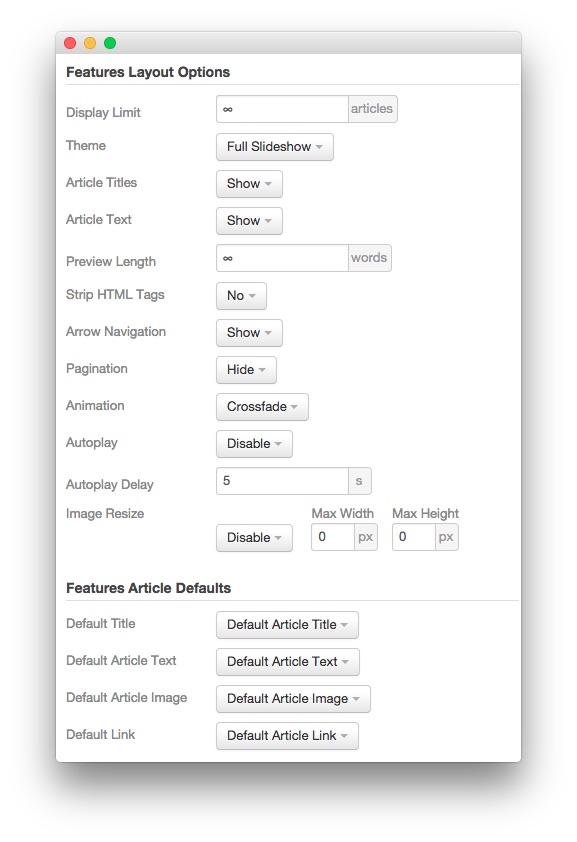 Features Layout Options
Display Limit ∞ articles
Theme Full Slideshow
Article Titles Show
Article Text Show
Preview Length ∞ words
Strip HTML Tags No
Arrow Navigation Show
Pagination Hide
Animation Crossfade
Autoplay Disable
Autoplay Delay 5 s
Image Resize Max Width Max Height
Disable 0 px 0 px
Features Article Defaults
Default Title Default Article Title
Default Article Text Default Article Text
Default Article Image Default Article Image
Default Link Default Article Link